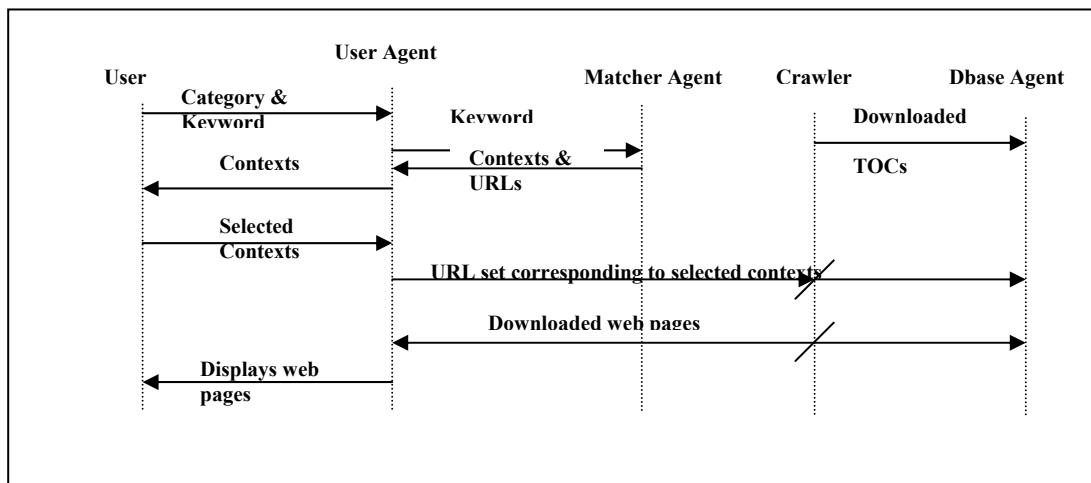 User Agent
User
Matcher Agent
Crawler
Dbase Agent
Category &
Keyword
Keyword
Downloaded
TOCs
Contexts &
URLs
Contexts
Selected
Contexts
URL set corresponding to selected contexts
Downloaded web pages
Displays web
pages